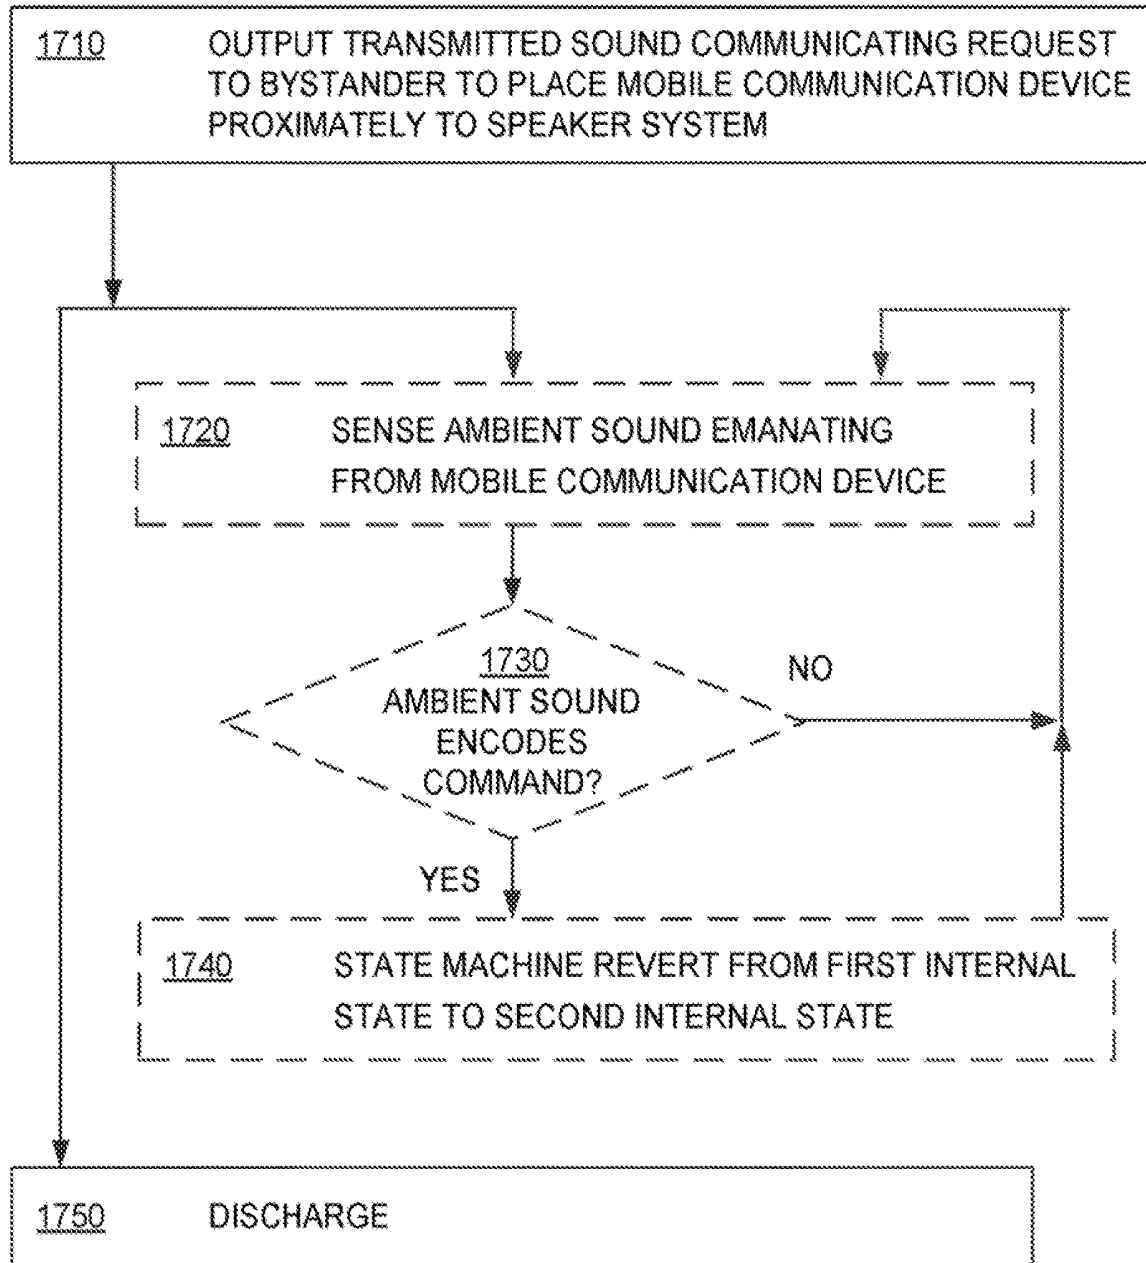 1710 OUTPUT TRANSMITTED SOUND COMMUNICATING REQUEST
TO BYSTANDER TO PLACE MOBILE COMMUNICATION DEVICE
PROXIMATELY TO SPEAKER SYSTEM
1720 SENSE AMBIENT SOUND EMANATING
FROM MOBILE COMMUNICATION DEVICE
1730
AMBIENT SOUND
ENCODES
COMMAND?
NO
YES
1740 STATE MACHINE REVERT FROM FIRST INTERNAL
STATE TO SECOND INTERNAL STATE
1750 DISCHARGE